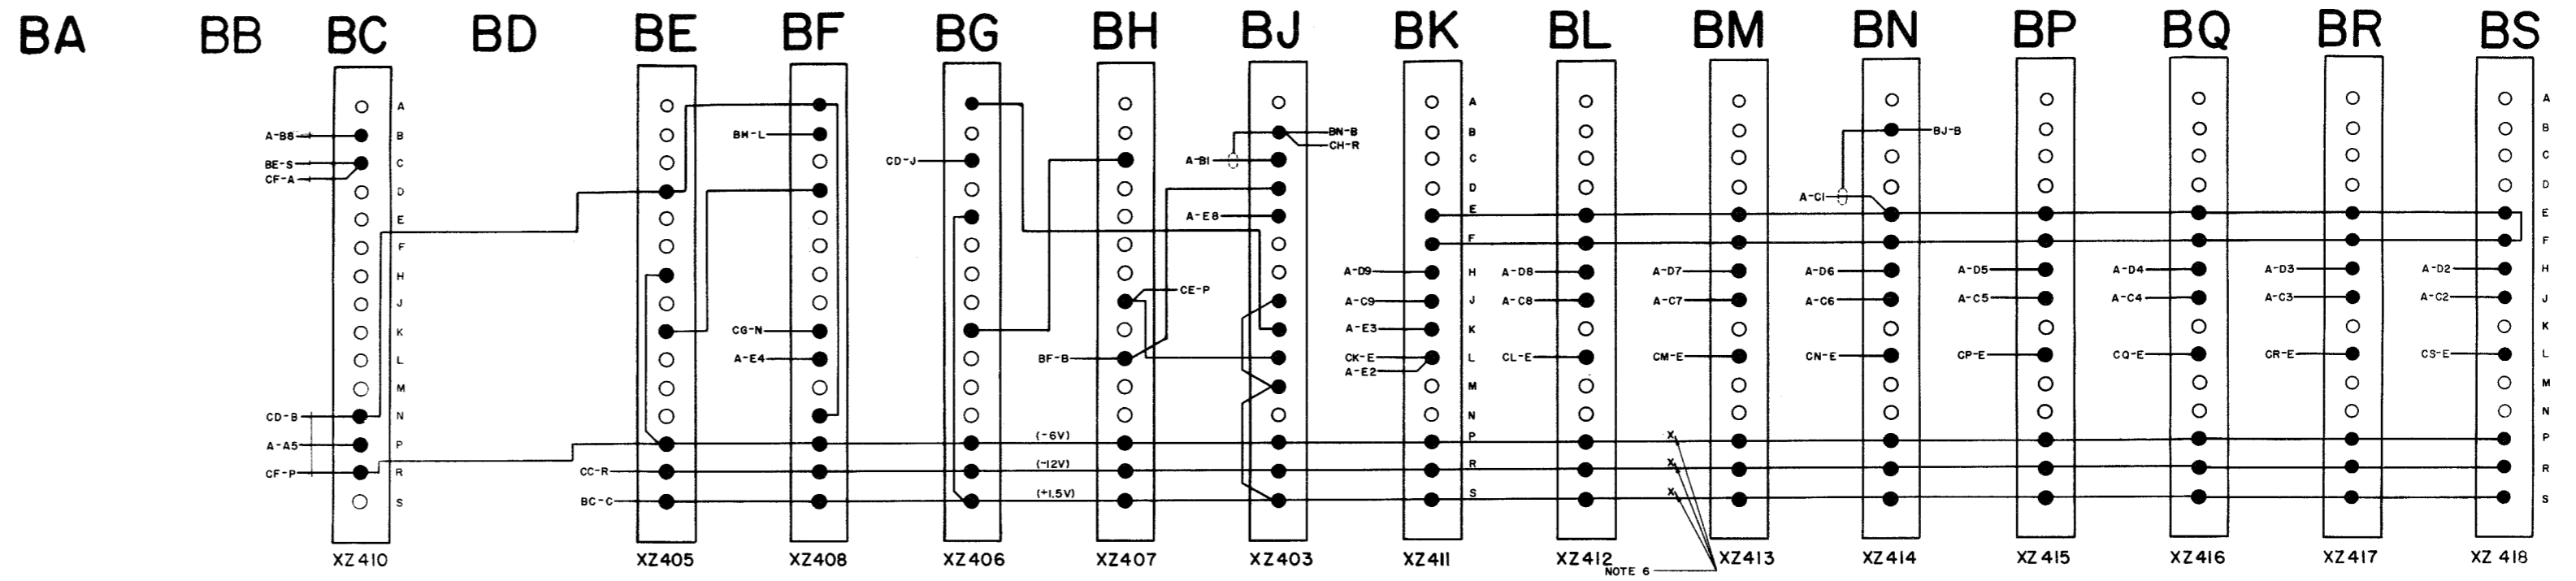 BA BB BC BD BE BF BG BH BJ BK BL BM BN BP BQ BR BS
A A A
A-B8 B BH-L BN-B B BJ-B B
CH-R
BE-S C CD-J A-B1 C C
CF-A
D D A-C1 D
E A-E8 E E
F F F
H A-D9 H A-D8 A-D7 A-D6 A-D5 A-D4 A-D3 A-D2 H
CE-P
J A-C9 J A-C8 A-C7 A-C6 A-C5 A-C4 A-C3 A-C2 J
K CG-N A-E3 K K
L A-E4 BF-B CK-E L CL-E CM-E CN-E CP-E CQ-E CR-E CS-E L
A-E2
M M M
CD-B N N N
A-A5 P (-6V) P X P
CF-P R CC-R (-12V) R X R
S BC-C (+1.5V) S X S
XZ410 XZ405 XZ408 XZ406 XZ407 XZ403 XZ411 XZ412 XZ413 XZ414 XZ415 XZ416 XZ417 XZ418
NOTE 6